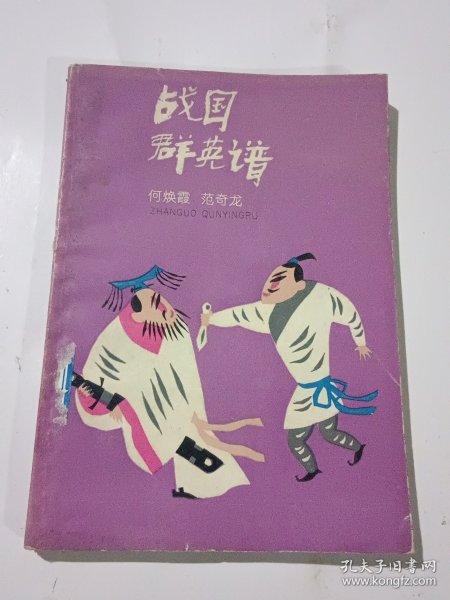 战国
群英谱
何焕霞 范奇龙
ZHANGUO QUNYINGPU
孔夫子旧书网
www.kongfz.com